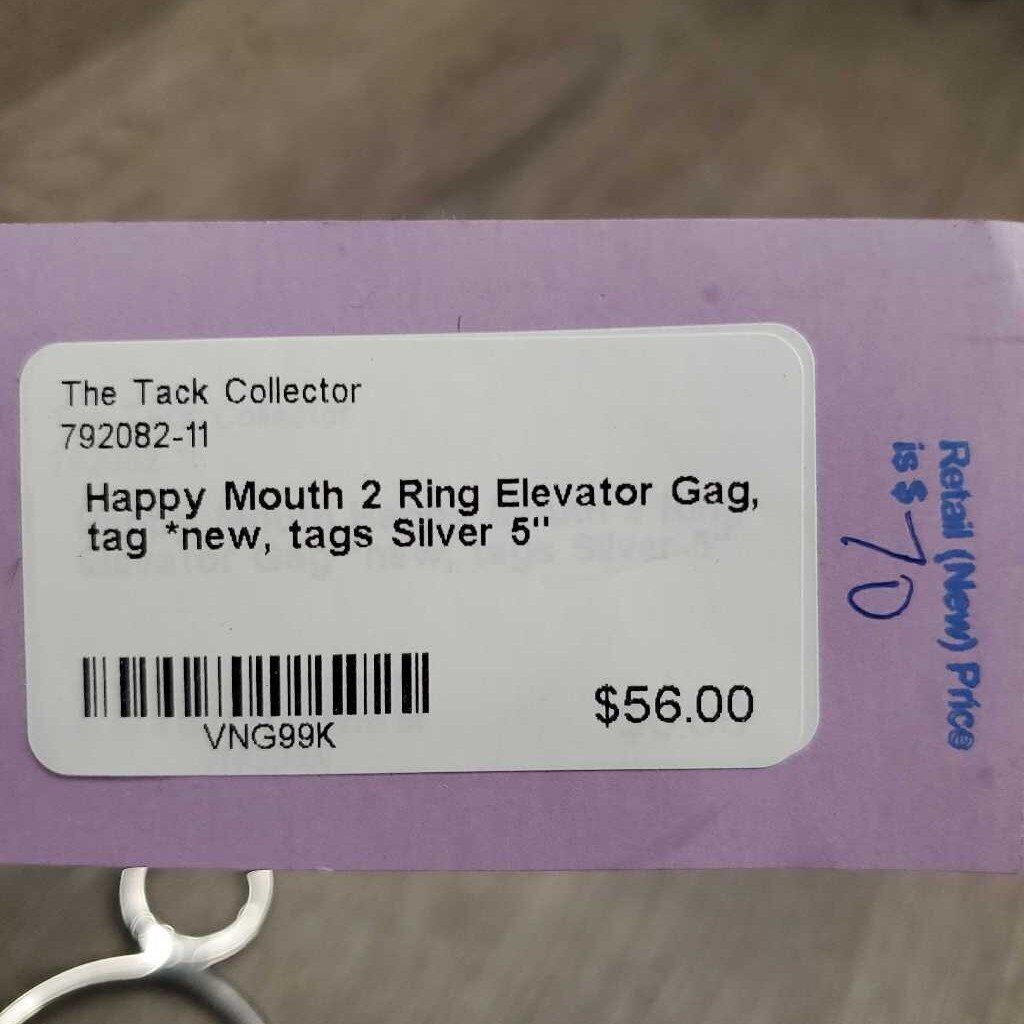 The Tack Collector
792082-11
Happy Mouth 2 Ring Elevator Gag,
tag *new, tags Silver 5"
VNG99K
$56.00
Retail (New) Price
is $ 70